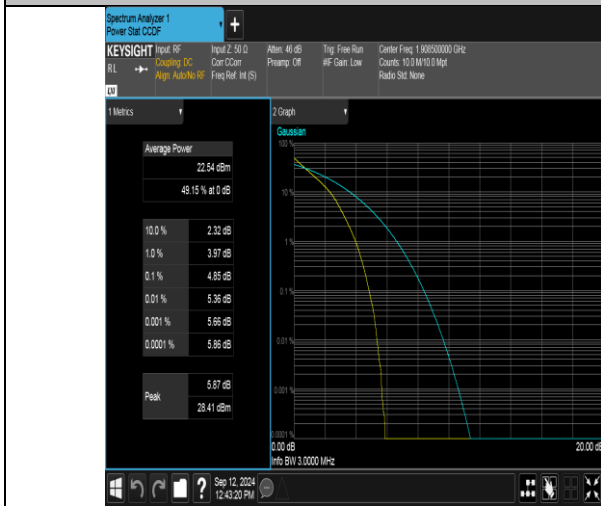 Spectrum Analyzer 1
Power Stat CCDF
+
KEYSIGHT
RL
Input: RF
Coupling: DC
Align: Auto/No RF
Input Z: 50 Ω
Corr CCorr
Freq Ref: Int (S)
Atten: 46 dB
Preamp: Off
Trig: Free Run
#IF Gain: Low
Center Freq: 1.908500000 GHz
Counts: 10.0 M/10.0 Mpt
Radio Std: None
1 Metrics
Average Power
22.54 dBm
49.15 % at 0 dB
10.0 % 2.32 dB
1.0 % 3.97 dB
0.1 % 4.85 dB
0.01 % 5.36 dB
0.001 % 5.66 dB
0.0001 % 5.86 dB
Peak
5.87 dB
28.41 dBm
2 Graph
Gaussian
100 %
10 %
1 %
0.1 %
0.01 %
0.001 %
0.0001 %
0.00 dB 20.00 dB
Info BW 3.0000 MHz
?
Sep 12, 2024
12:43:20 PM